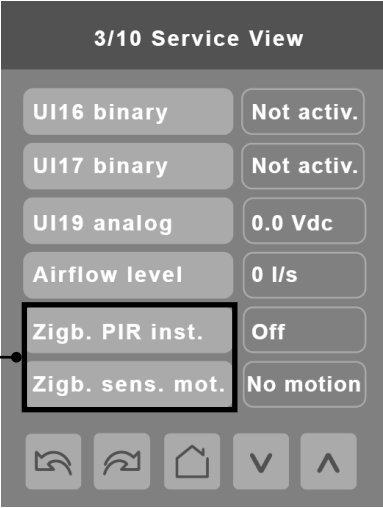 3/10 Service View
UI16 binary Not activ.
UI17 binary Not activ.
UI19 analog 0.0 Vdc
Airflow level 0 l/s
Zigb. PIR inst. Off
Zigb. sens. mot. No motion